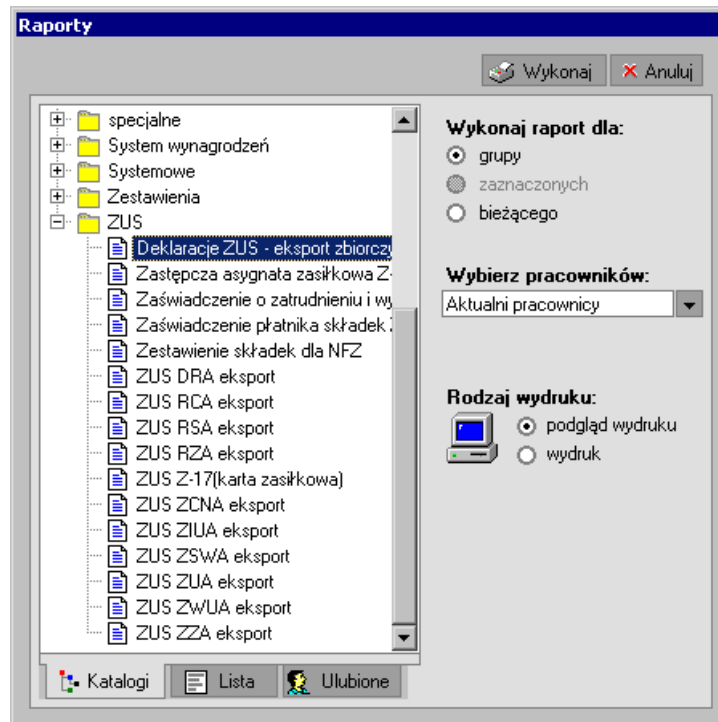 Raporty
Wykonaj
Anuluj
specjalne
System wynagrodzeń
Systemowe
Zestawienia
ZUS
Deklaracje ZUS - eksport zbiorczy
Zastępcza asygnata zasiłkowa Z-
Zaświadczenie o zatrudnieniu i wy
Zaświadczenie płatnika składek
Zestawienie składek dla NFZ
ZUS DRA eksport
ZUS RCA eksport
ZUS RSA eksport
ZUS RZA eksport
ZUS Z-17(karta zasiłkowa)
ZUS ZCNA eksport
ZUS ZIUA eksport
ZUS ZSWA eksport
ZUS ZUA eksport
ZUS ZWUA eksport
ZUS ZZA eksport
Katalogi
Lista
Ulubione
Wykonaj raport dla:
grupy
zaznaczonych
bieżącego
Wybierz pracowników:
Aktualni pracownicy
Rodzaj wydruku:
podgląd wydruku
wydruk